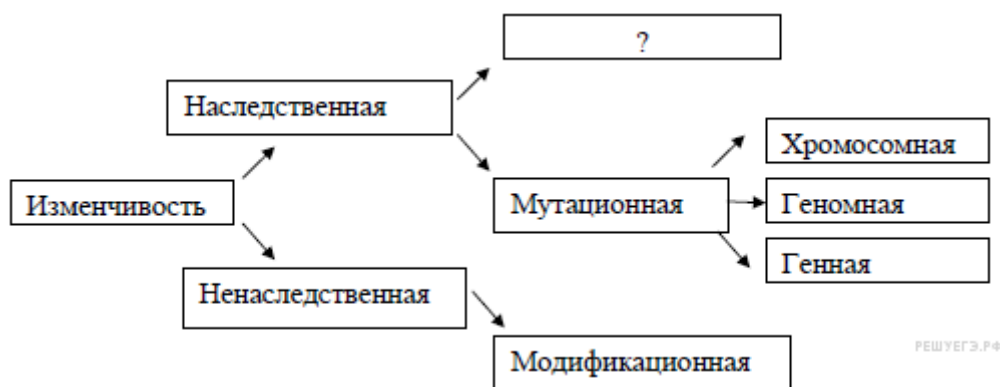 ?
Наследственная
Хромосомная
Изменчивость
Мутационная
Геномная
Генная
Ненаследственная
Модификационная
РЕШУЕГЭ.РФ